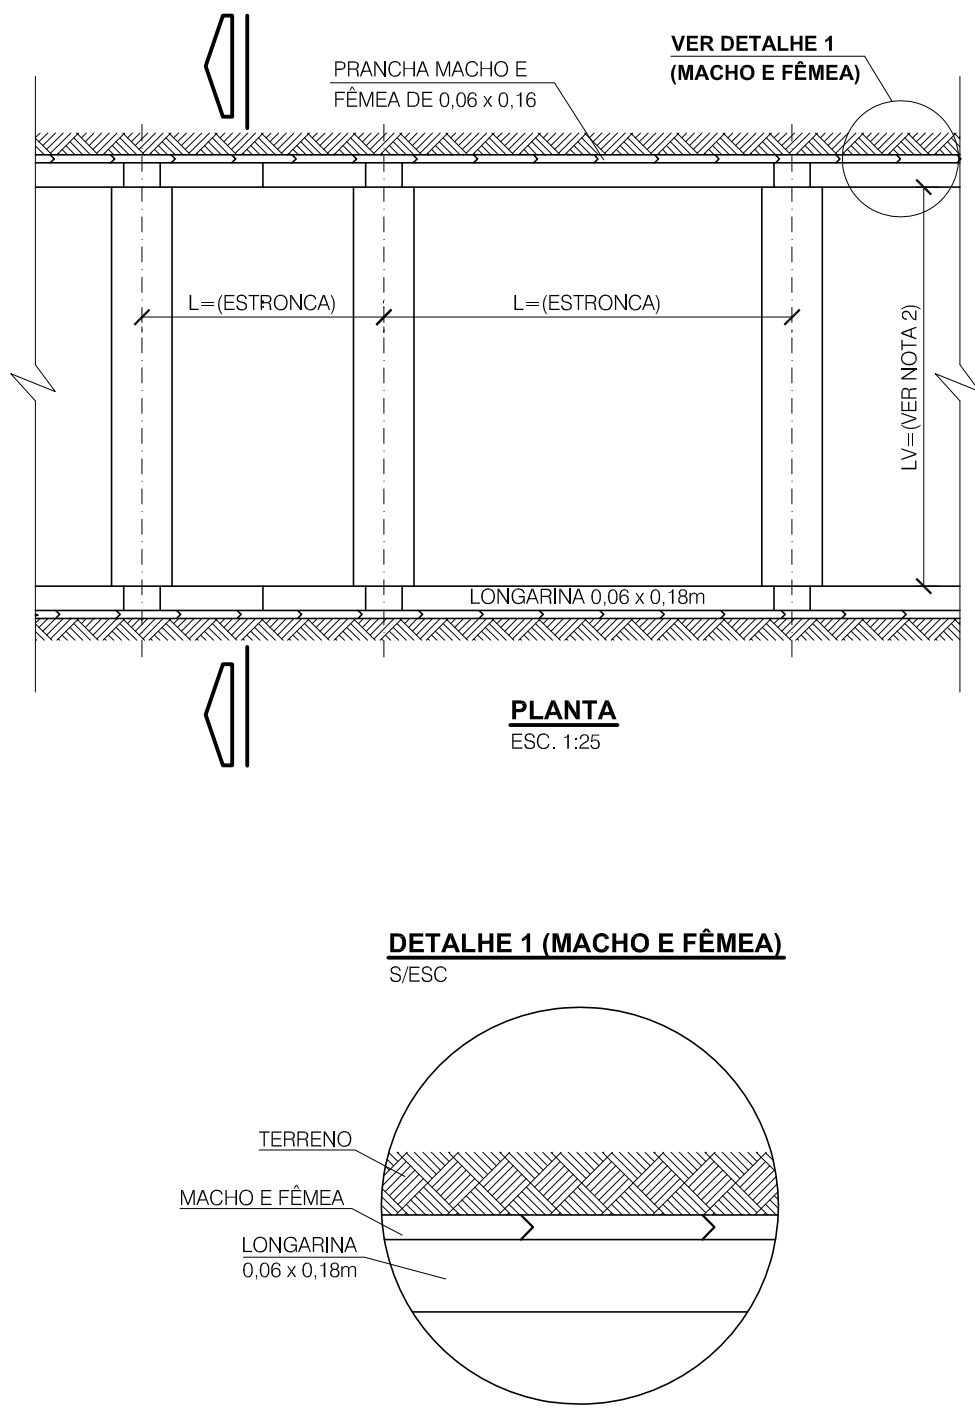 VER DETALHE 1
(MACHO E FÊMEA)
PRANCHA MACHO E
FÊMEA DE 0,06 x 0,16
L=(ESTRONCA)
L=(ESTRONCA)
LV=(VER NOTA 2)
LONGARINA 0,06 x 0,18m
PLANTA
ESC. 1:25
DETALHE 1 (MACHO E FÊMEA)
S/ESC
TERRENO
MACHO E FÊMEA
LONGARINA
0,06 x 0,18m